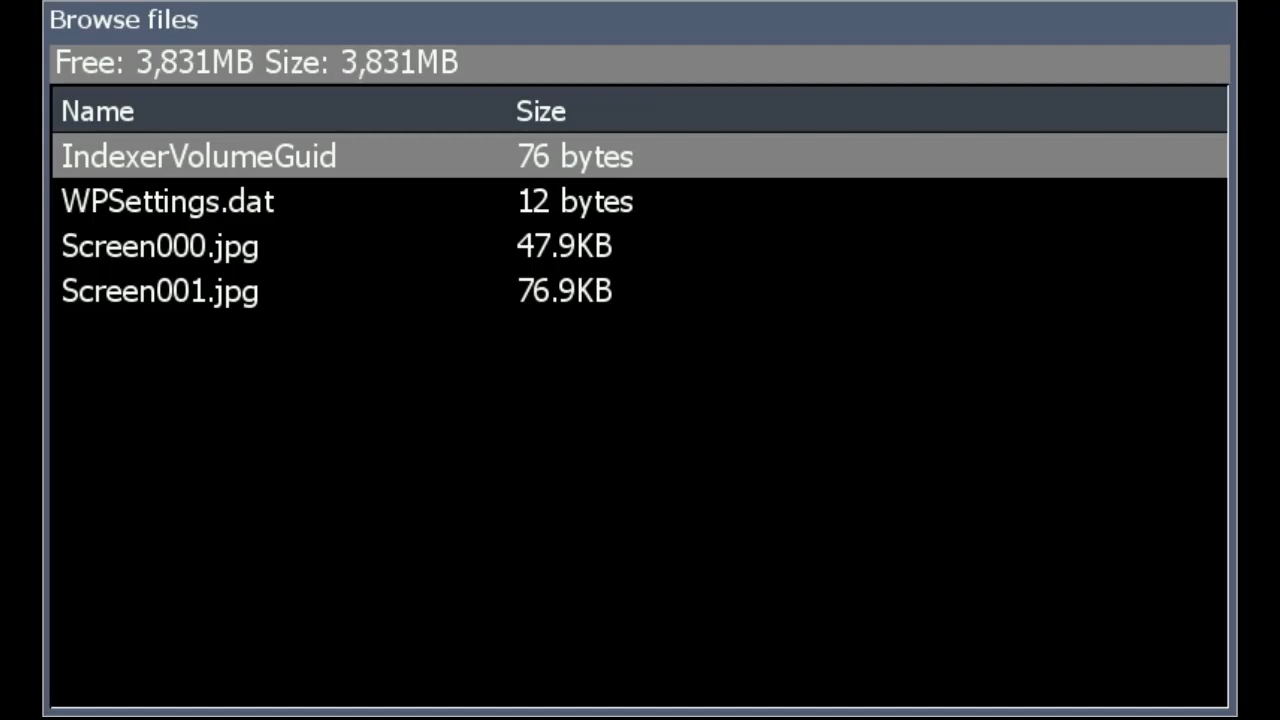 Browse files
Free: 3,831MB Size: 3,831MB
Name Size
IndexerVolumeGuid 76 bytes
WPSettings.dat 12 bytes
Screen000.jpg 47.9KB
Screen001.jpg 76.9KB